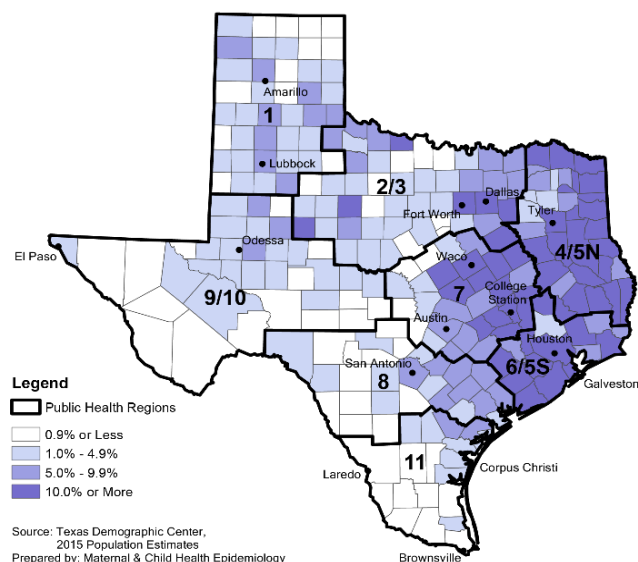 Amarillo
1
Lubbock
2/3
Dallas
Fort Worth
Tyler
4/5N
El Paso
Odessa
Waco
9/10
7
College
Station
Austin
Houston
San Antonio
6/5S
8
Galveston
Legend
Public Health Regions
0.9% or Less
1.0% - 4.9%
5.0% - 9.9%
10.0% or More
11
Laredo
Corpus Christi
Source: Texas Demographic Center,
2015 Population Estimates
Prepared by: Maternal & Child Health Epidemiology
Brownsville